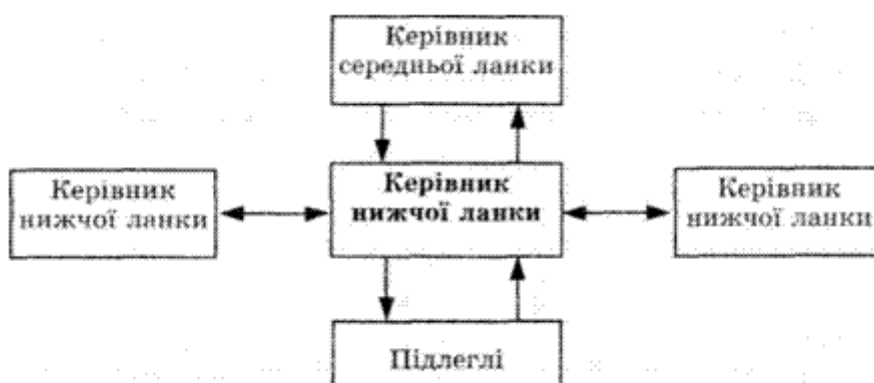 Керівник
середньої ланки
Керівник
нижчої ланки
Керівник
нижчої ланки
Керівник
нижчої ланки
Підлеглі